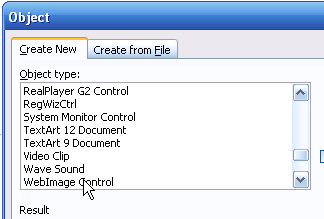 Object
Create New
Create from File
Object type:
RealPlayer G2 Control
RegWizCtrl
System Monitor Control
TextArt 12 Document
TextArt 9 Document
Video Clip
Wave Sound
WebImage Control
Result